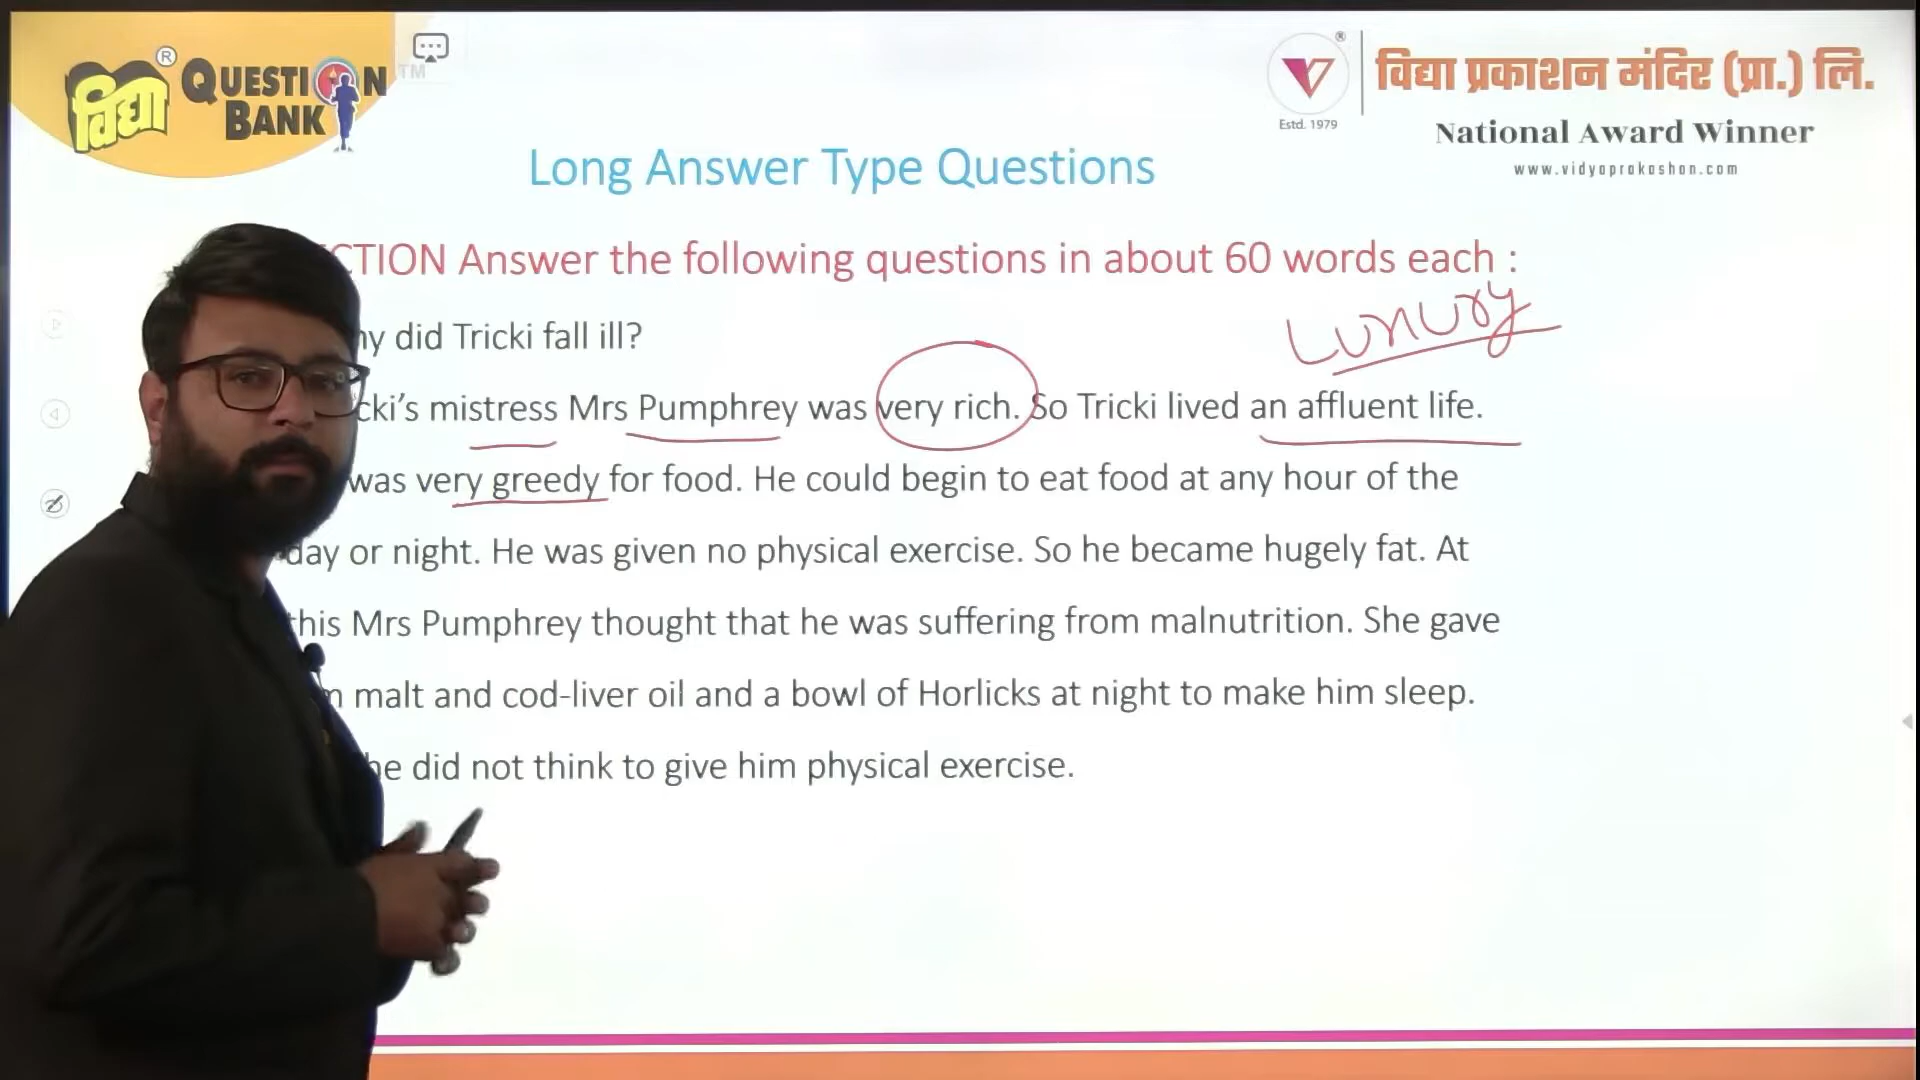 विद्या
®
QUESTION
BANK
TM
®
Estd. 1979
विद्या प्रकाशन मंदिर (प्रा.) लि.
National Award Winner
www.vidyaprakashan.com
Long Answer Type Questions
CTION Answer the following questions in about 60 words each :
Luxury
hy did Tricki fall ill?
cki’s mistress Mrs Pumphrey was very rich. So Tricki lived an affluent life.
was very greedy for food. He could begin to eat food at any hour of the
day or night. He was given no physical exercise. So he became hugely fat. At
this Mrs Pumphrey thought that he was suffering from malnutrition. She gave
malt and cod-liver oil and a bowl of Horlicks at night to make him sleep.
he did not think to give him physical exercise.